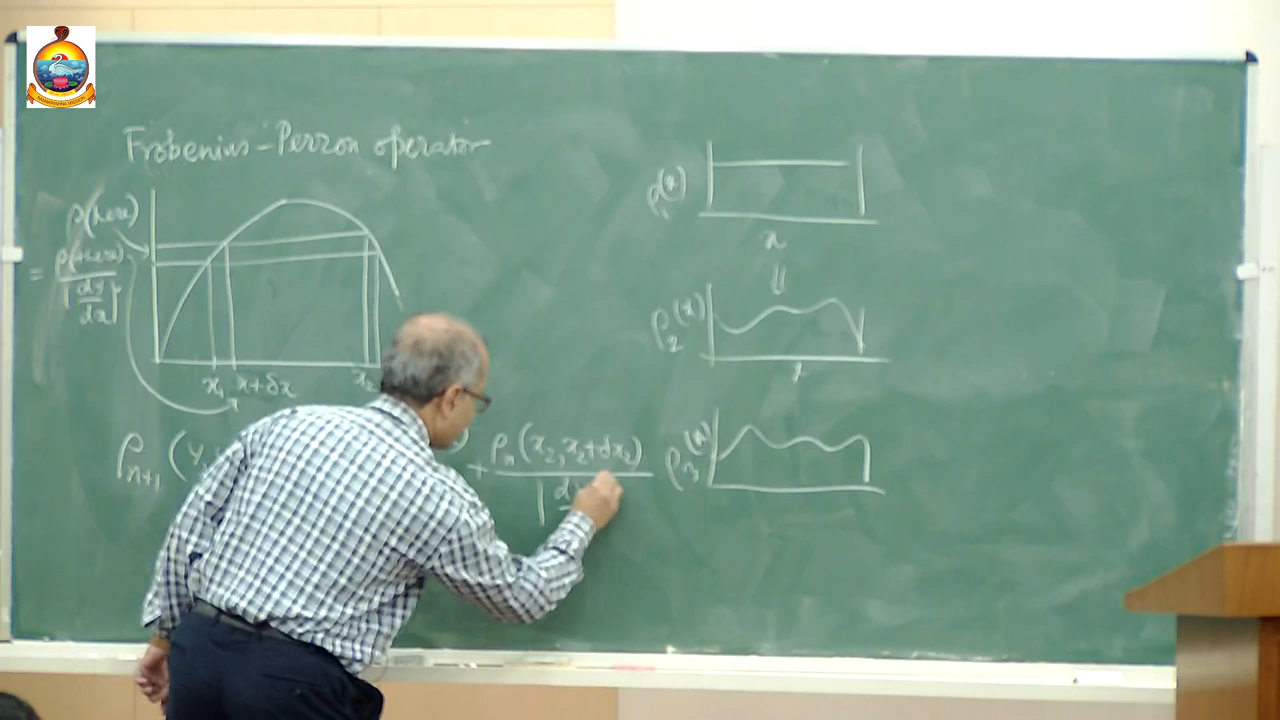 Frobenius-Perron operator
ρ(here)
= ρ(there)
|dy/dx|
x₁ x+δx x₂
ρₙ₊₁ (y, ) + ρₙ(x₂, x₂+dx₂)
|dy
ρ₁(x)
x
⇓
ρ₂(x)
x
ρ₃(x)